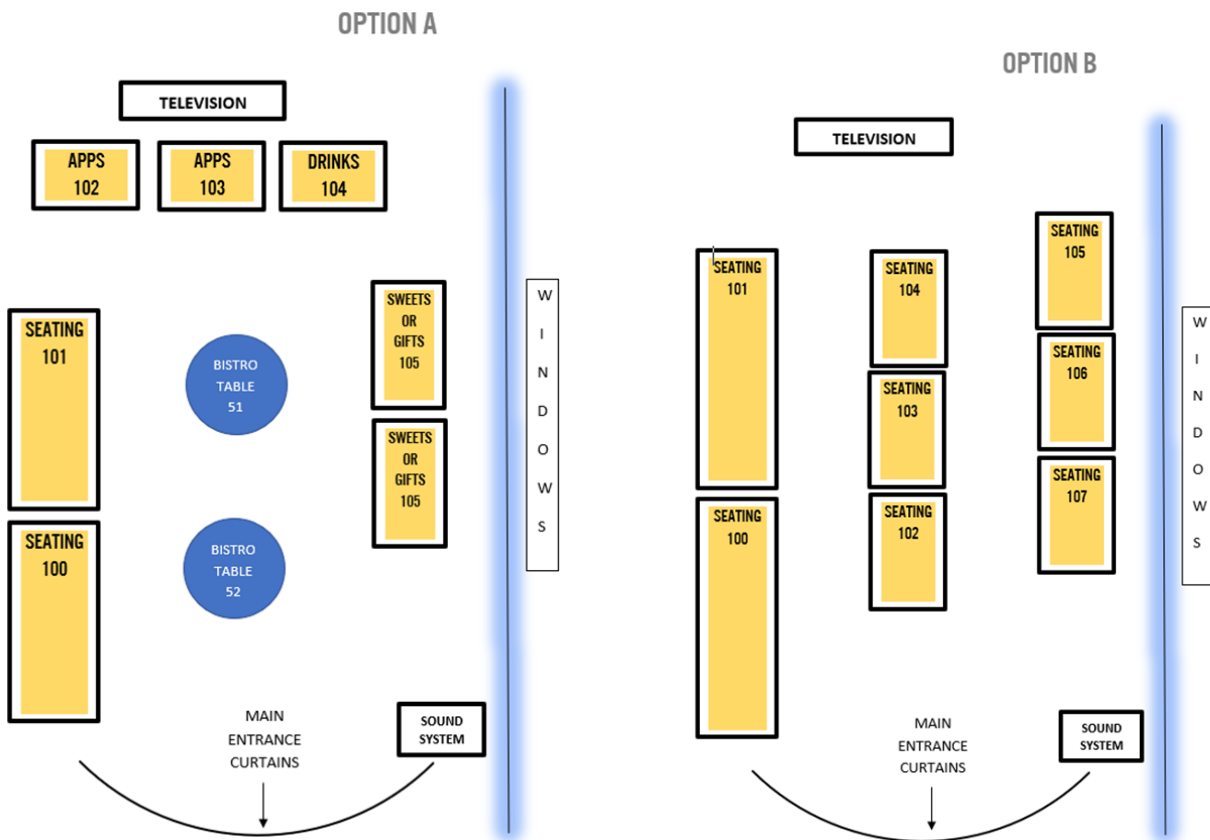 OPTION A
TELEVISION
APPS
102
APPS
103
DRINKS
104
SEATING
101
SEATING
100
BISTRO
TABLE
51
BISTRO
TABLE
52
SWEETS
OR
GIFTS
105
SWEETS
OR
GIFTS
105
W
I
N
D
O
W
S
MAIN
ENTRANCE
CURTAINS
SOUND
SYSTEM
OPTION B
TELEVISION
SEATING
101
SEATING
100
SEATING
104
SEATING
103
SEATING
102
SEATING
105
SEATING
106
SEATING
107
W
I
N
D
O
W
S
MAIN
ENTRANCE
CURTAINS
SOUND
SYSTEM